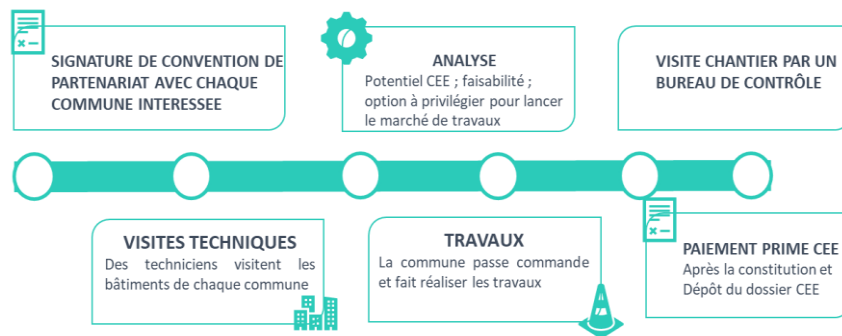 SIGNATURE DE CONVENTION DE
PARTENARIAT AVEC CHAQUE
COMMUNE INTERESSEE
VISITES TECHNIQUES
Des techniciens visitent les
bâtiments de chaque commune
ANALYSE
Potentiel CEE ; faisabilité ;
option à privilégier pour lancer
le marché de travaux
TRAVAUX
La commune passe commande
et fait réaliser les travaux
VISITE CHANTIER PAR UN
BUREAU DE CONTRÔLE
PAIEMENT PRIME CEE
Après la constitution et
Dépôt du dossier CEE